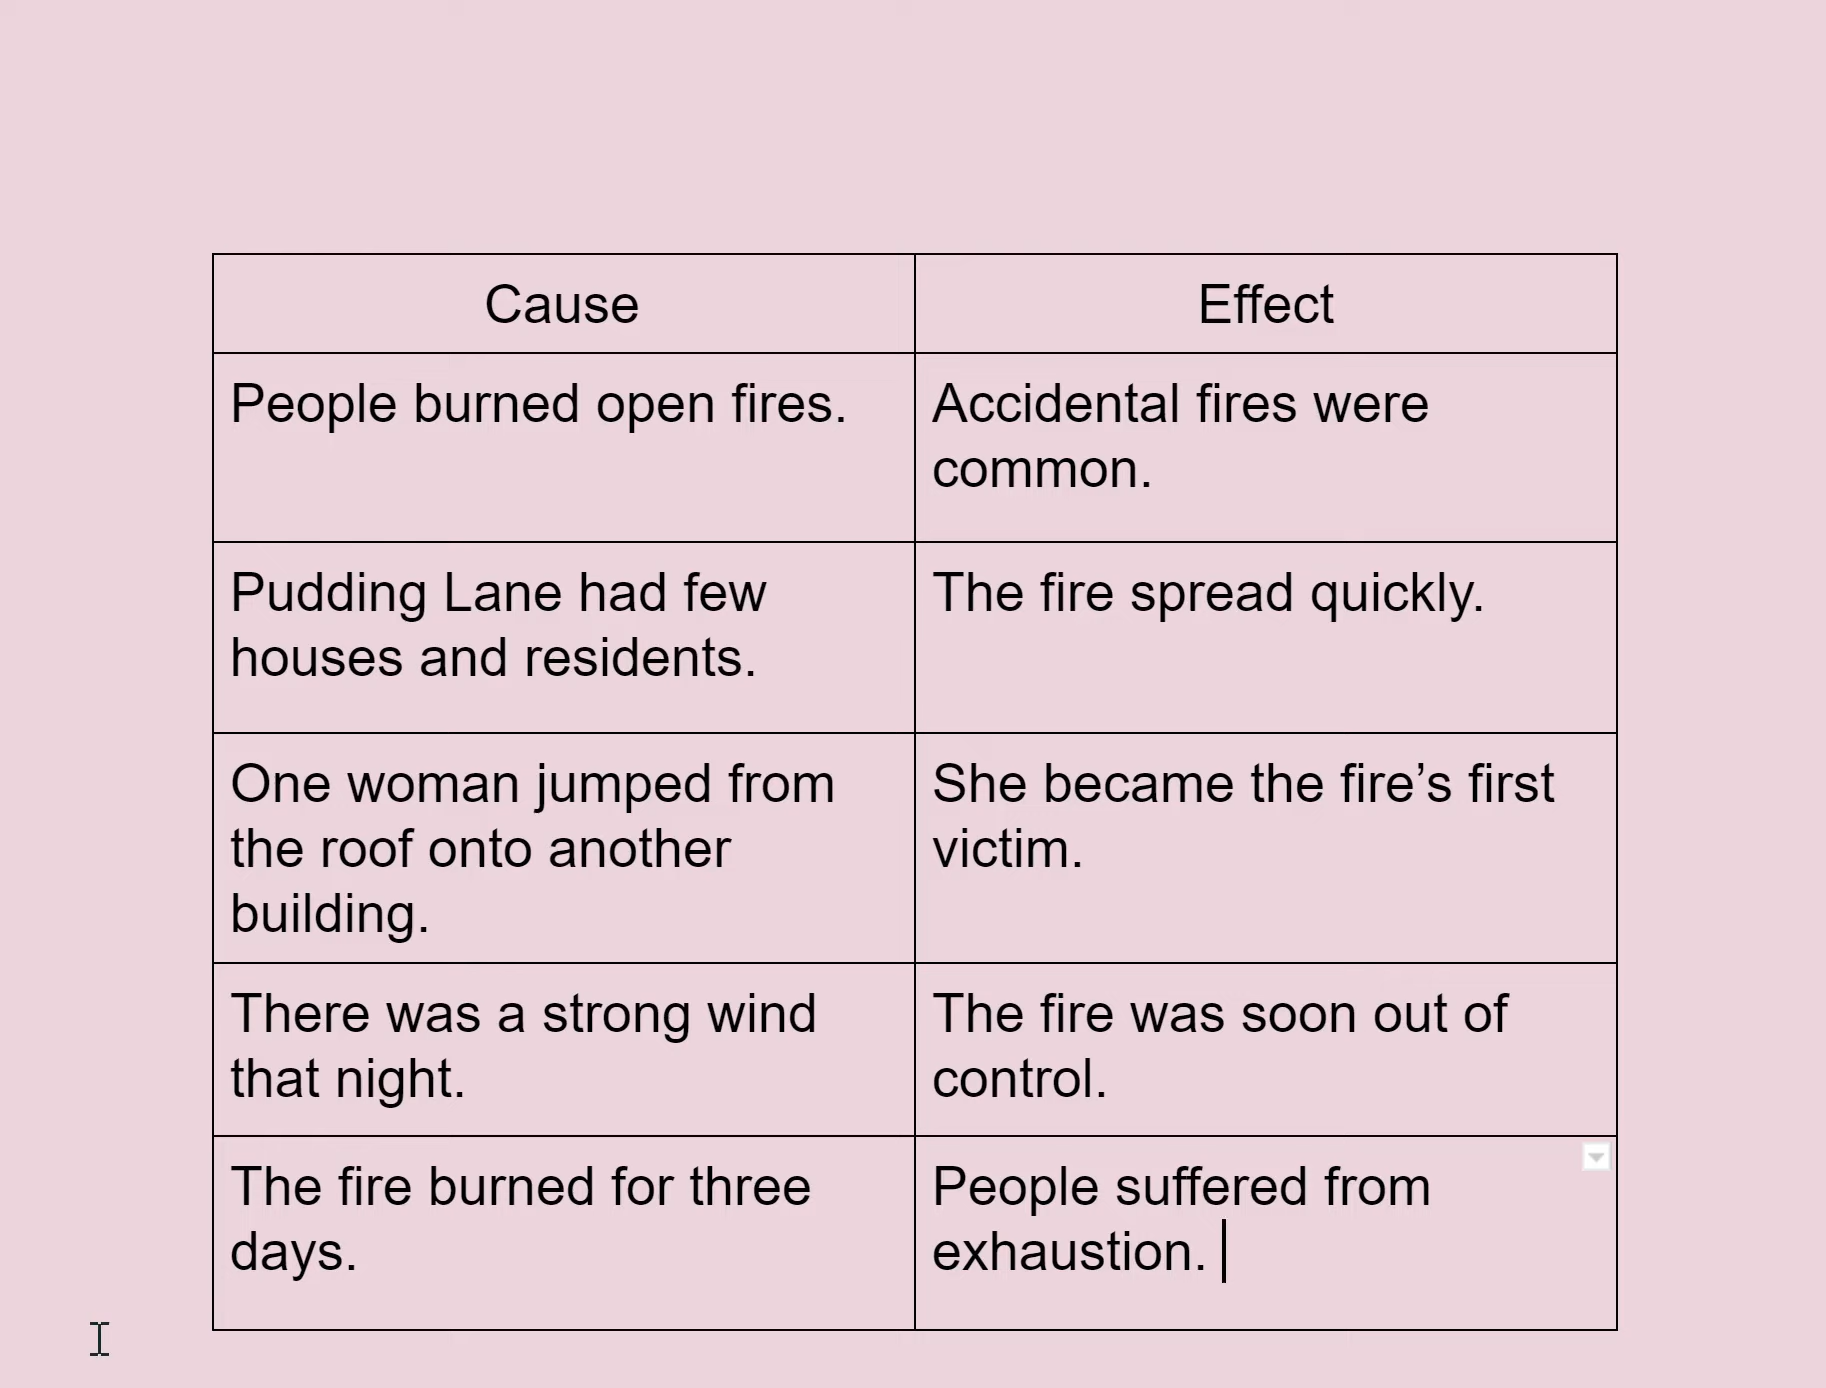 Cause
Effect
People burned open fires.
Accidental fires were
common.
Pudding Lane had few
houses and residents.
The fire spread quickly.
One woman jumped from
the roof onto another
building.
She became the fire’s first
victim.
There was a strong wind
that night.
The fire was soon out of
control.
The fire burned for three
days.
People suffered from
exhaustion.